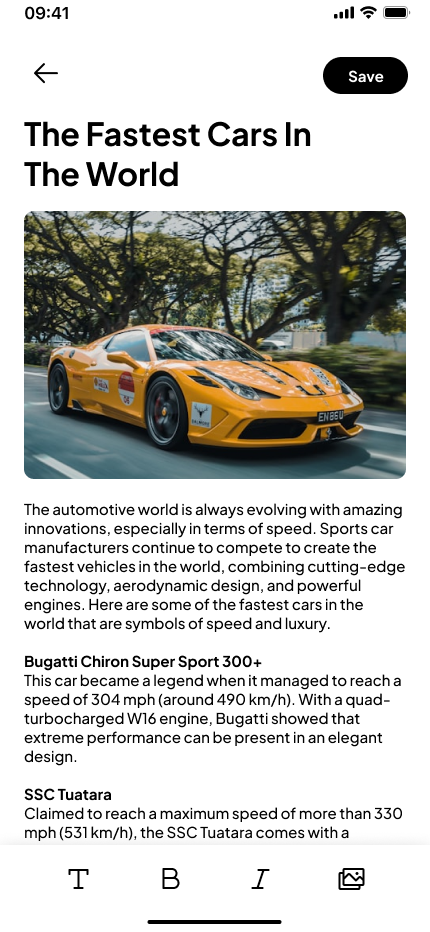 09:41
Save
The Fastest Cars In
The World
EN8EU
The automotive world is always evolving with amazing
innovations, especially in terms of speed. Sports car
manufacturers continue to compete to create the
fastest vehicles in the world, combining cutting-edge
technology, aerodynamic design, and powerful
engines. Here are some of the fastest cars in the
world that are symbols of speed and luxury.
Bugatti Chiron Super Sport 300+
This car became a legend when it managed to reach a
speed of 304 mph (around 490 km/h). With a quad-
turbocharged W16 engine, Bugatti showed that
extreme performance can be present in an elegant
design.
SSC Tuatara
Claimed to reach a maximum speed of more than 330
mph (531 km/h), the SSC Tuatara comes with a
T B I